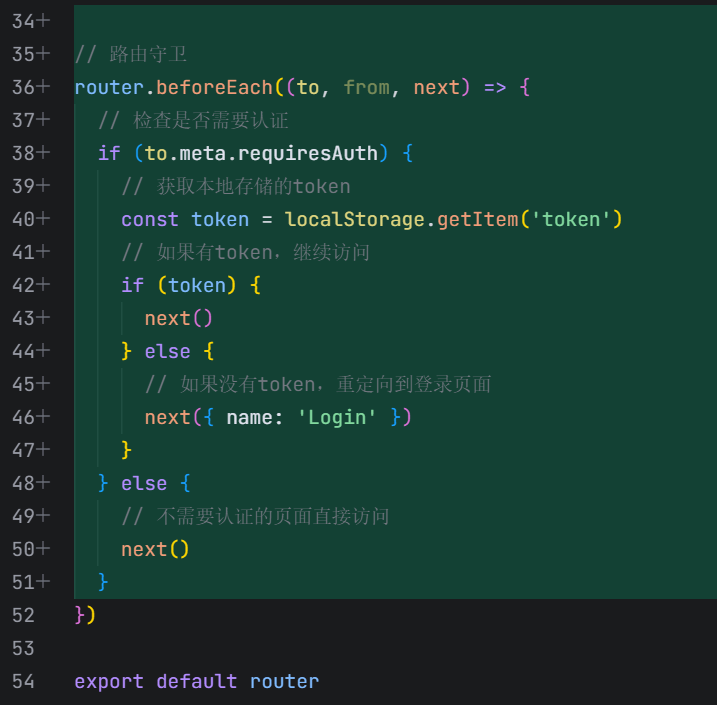 34+
35+ // 路由守卫
36+ router.beforeEach((to, from, next) => {
37+   // 检查是否需要认证
38+   if (to.meta.requiresAuth) {
39+     // 获取本地存储的token
40+     const token = localStorage.getItem('token')
41+     // 如果有token，继续访问
42+     if (token) {
43+       next()
44+     } else {
45+       // 如果没有token，重定向到登录页面
46+       next({ name: 'Login' })
47+     }
48+   } else {
49+     // 不需要认证的页面直接访问
50+     next()
51+   }
52 })
53
54 export default router